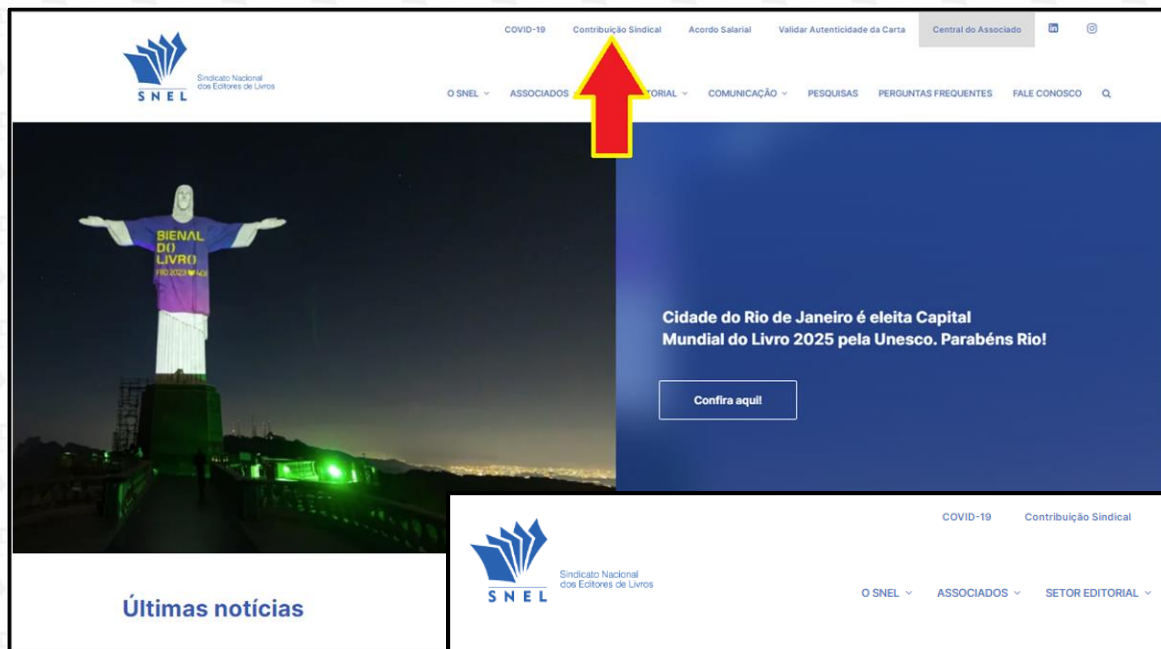 COVID-19 Contribuição Sindical Acordo Salarial Validar Autenticidade da Carta Central do Associado
Sindicato Nacional
dos Editores de Livros
SNEL
O SNEL ASSOCIADOS TORIAL COMUNICAÇÃO PESQUISAS PERGUNTAS FREQUENTES FALE CONOSCO
BIENAL
DO
LIVRO
RIO 2023
Cidade do Rio de Janeiro é eleita Capital
Mundial do Livro 2025 pela Unesco. Parabéns Rio!
Confira aqui!
Últimas notícias
COVID-19 Contribuição Sindical
Sindicato Nacional
dos Editores de Livros
SNEL
O SNEL ASSOCIADOS SETOR EDITORIAL